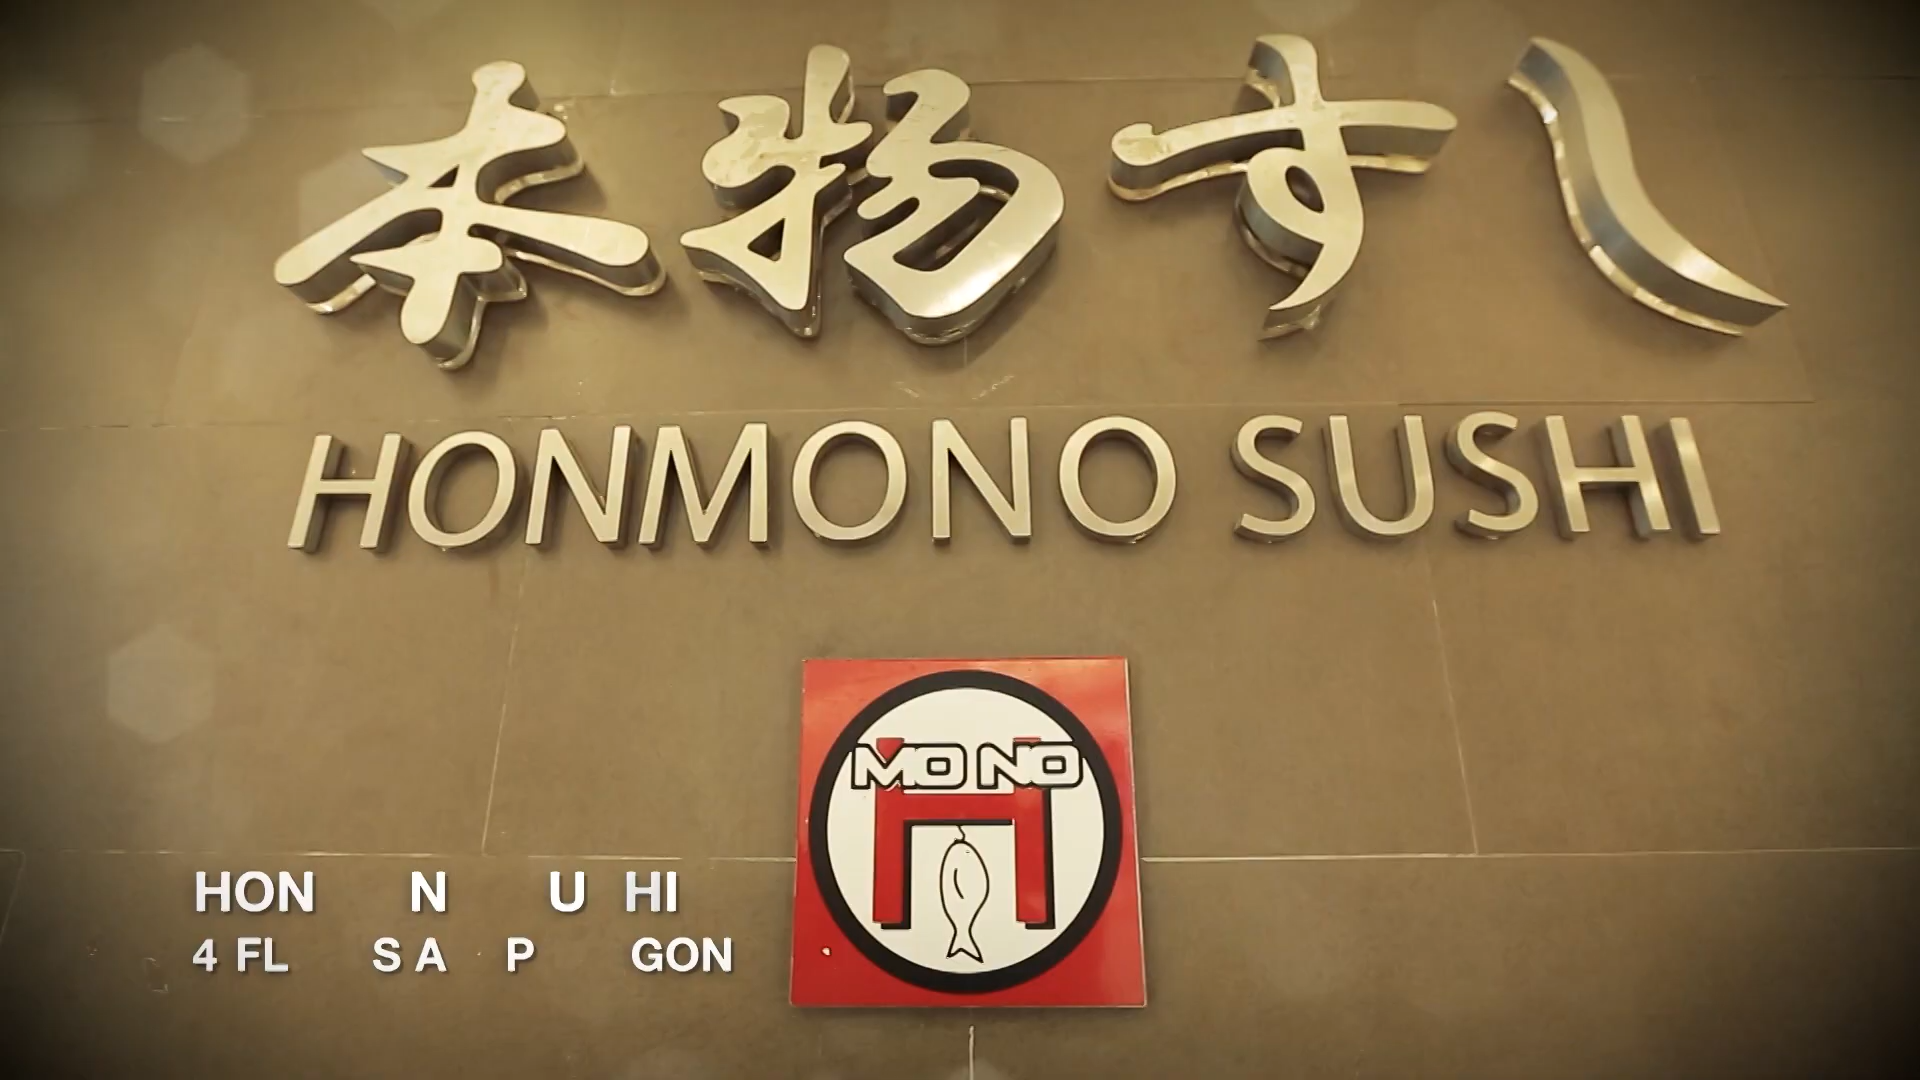 本物すし
HONMONO SUSHI
MO NO
H
HON N U HI
4 FL S A P GON